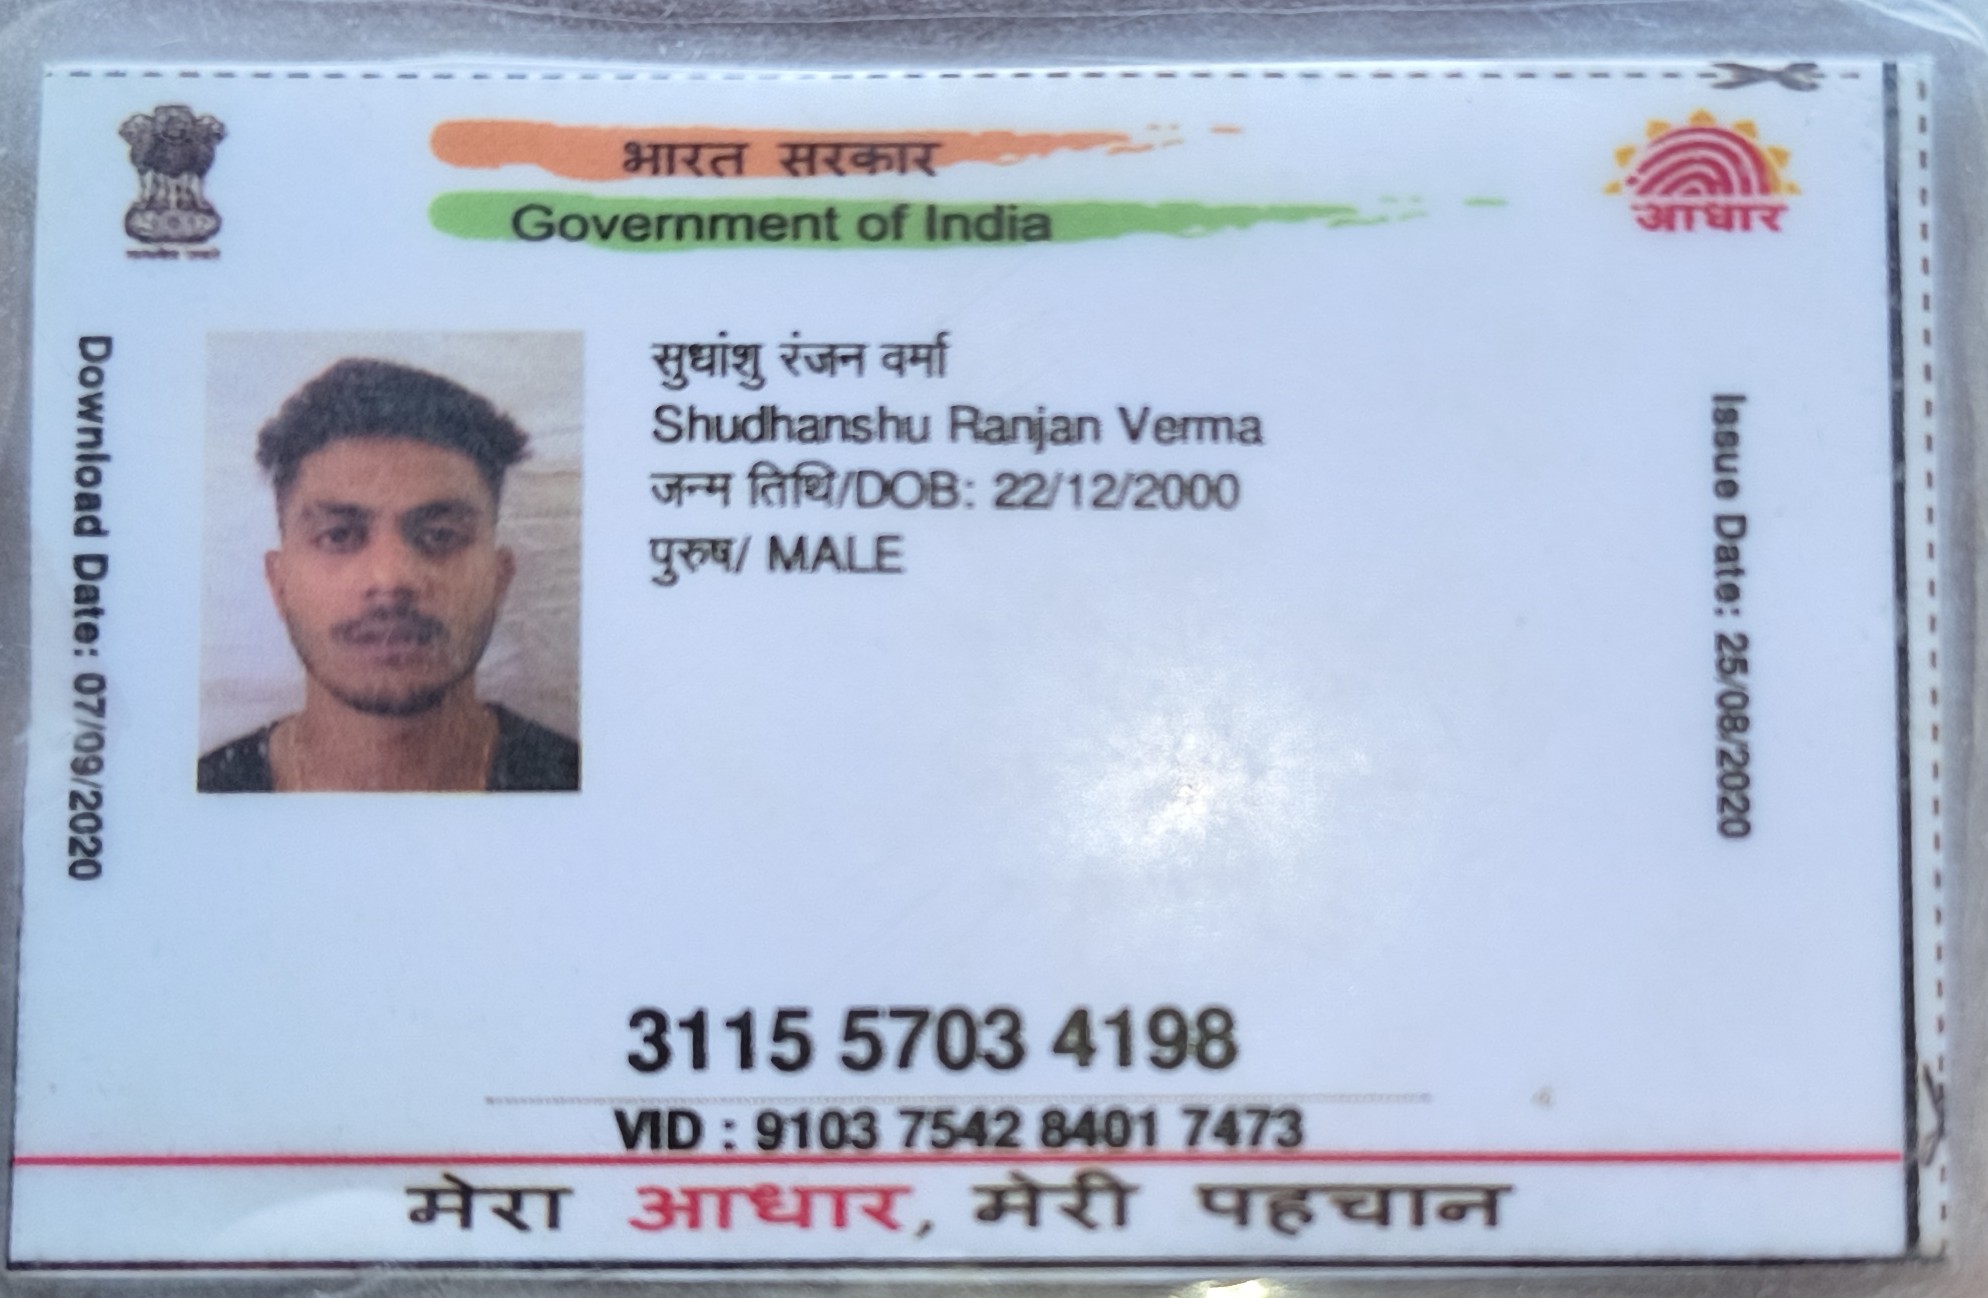 भारत सरकार
Government of India
आधार
Download Date: 07/09/2020
सुधांशु रंजन वर्मा
Shudhanshu Ranjan Verma
जन्म तिथि/DOB: 22/12/2000
पुरुष/ MALE
Issue Date: 25/08/2020
3115 5703 4198
VID : 9103 7542 8401 7473
मेरा आधार, मेरी पहचान